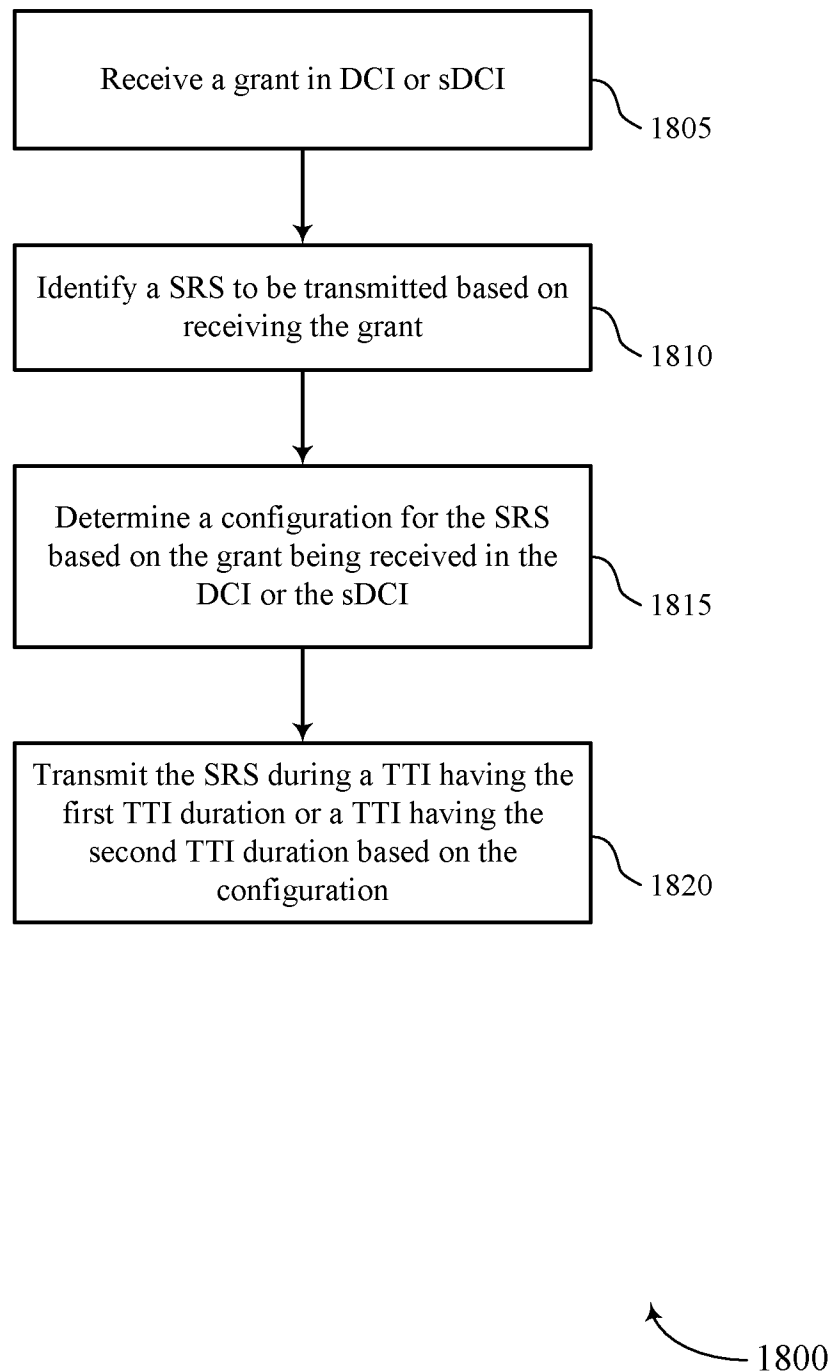 Receive a grant in DCI or sDCI
1805
Identify a SRS to be transmitted based on
receiving the grant
1810
Determine a configuration for the SRS
based on the grant being received in the
DCI or the sDCI
1815
Transmit the SRS during a TTI having the
first TTI duration or a TTI having the
second TTI duration based on the
configuration
1820
1800